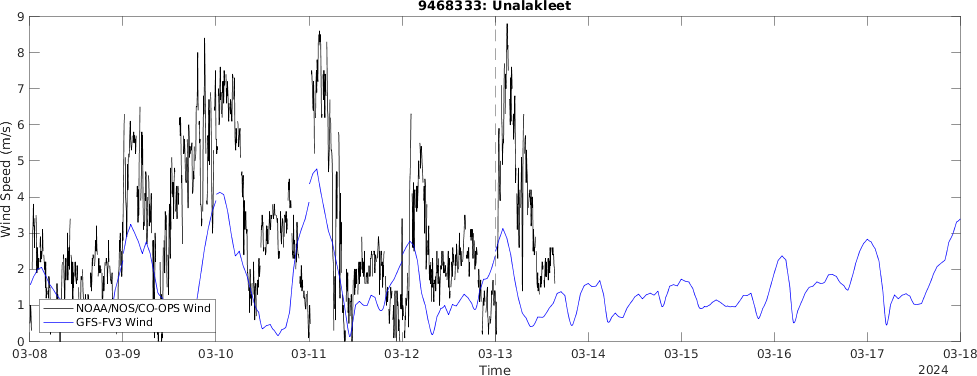 9468333: Unalakleet
9
8
7
6
5
4
3
2
1
0
Wind Speed (m/s)
NOAA/NOS/CO-OPS Wind
GFS-FV3 Wind
03-08 03-09 03-10 03-11 03-12 03-13 03-14 03-15 03-16 03-17 03-18
Time
2024